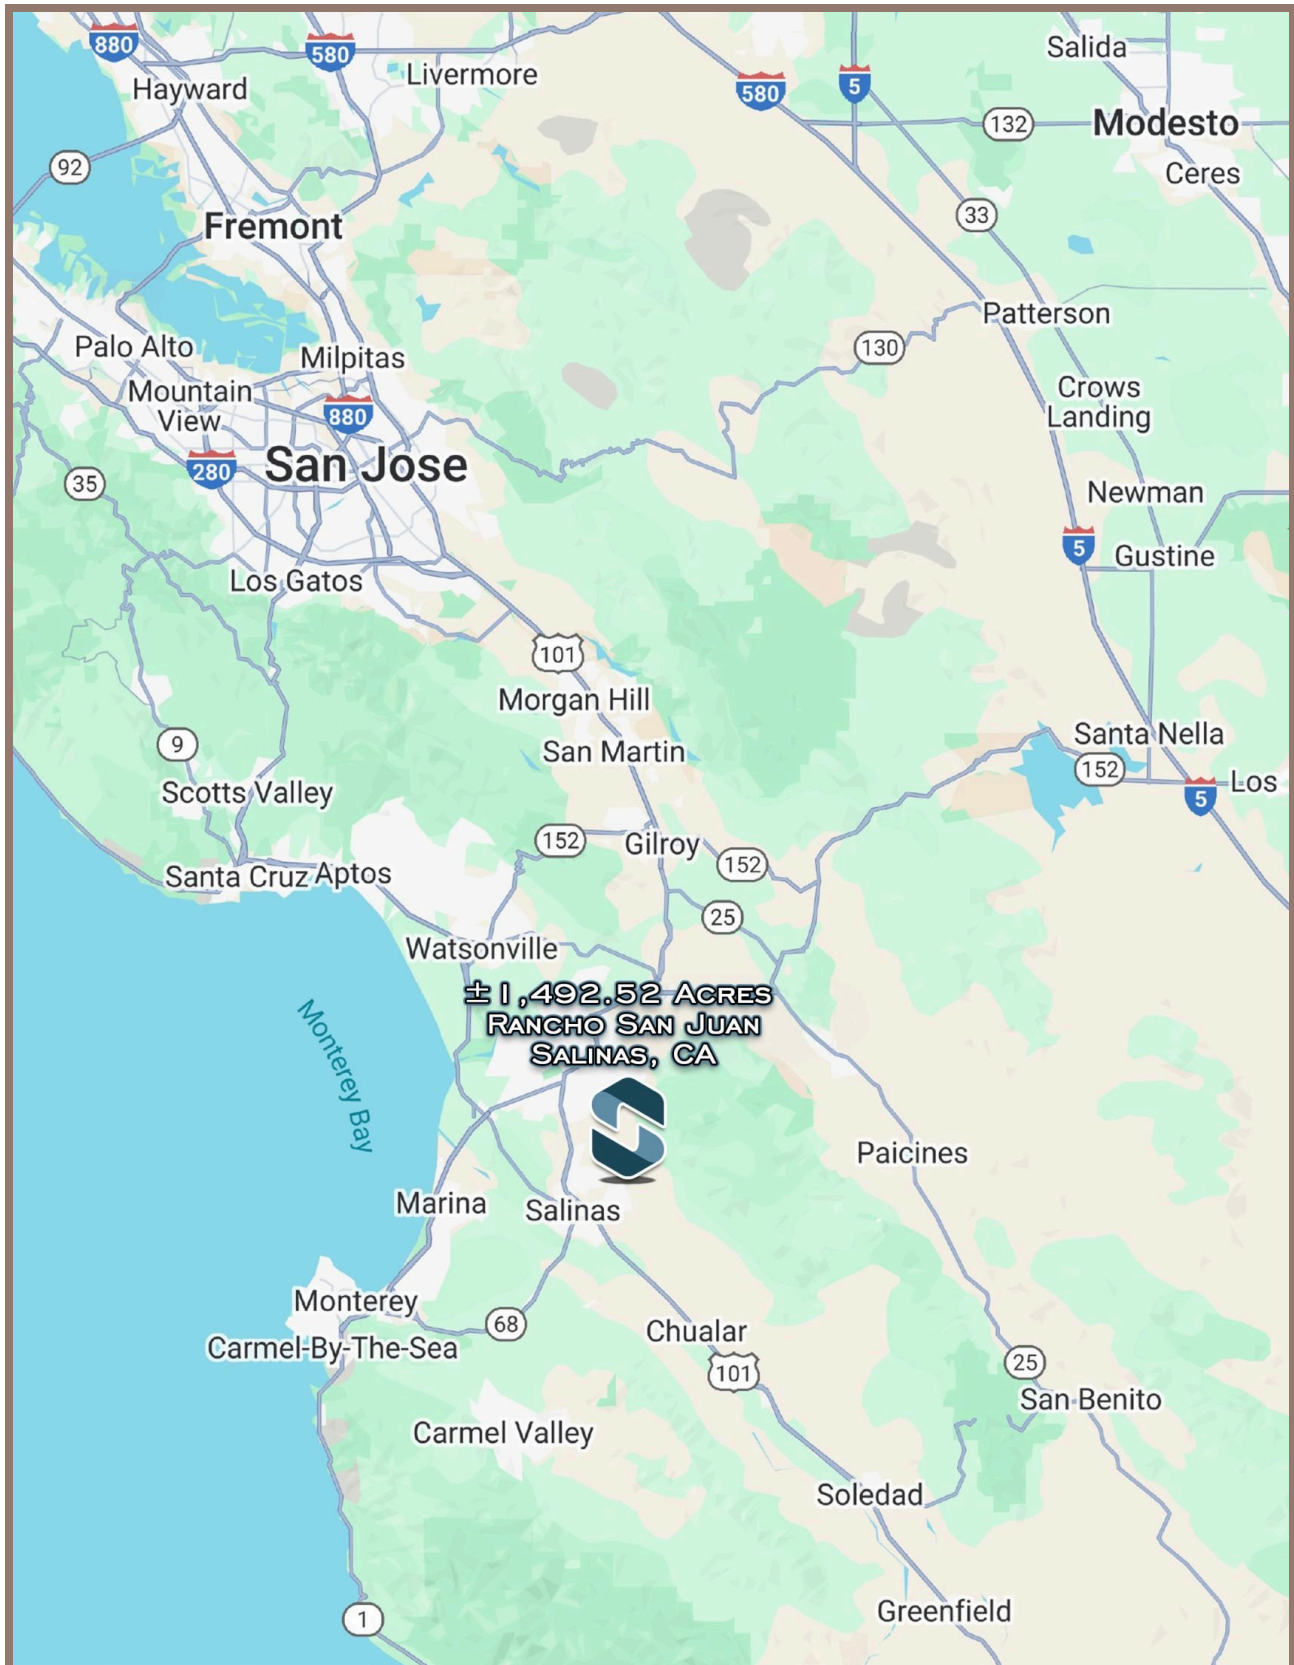 880
580
Livermore
Hayward
580
5
Salida
132
Modesto
92
Ceres
Fremont
33
Patterson
130
Palo Alto
Milpitas
Mountain
View
880
Crows
Landing
280
San Jose
35
Newman
5
Gustine
Los Gatos
101
Morgan Hill
9
San Martin
Santa Nella
152
Los
5
Scotts Valley
152
Gilroy
152
Santa Cruz
Aptos
25
Watsonville
±1,492.52 Acres
Rancho San Juan
Salinas, CA
Monterey Bay
Paicines
Marina
Salinas
Monterey
68
Chualar
Carmel-By-The-Sea
101
25
San Benito
Carmel Valley
Soledad
Greenfield
1